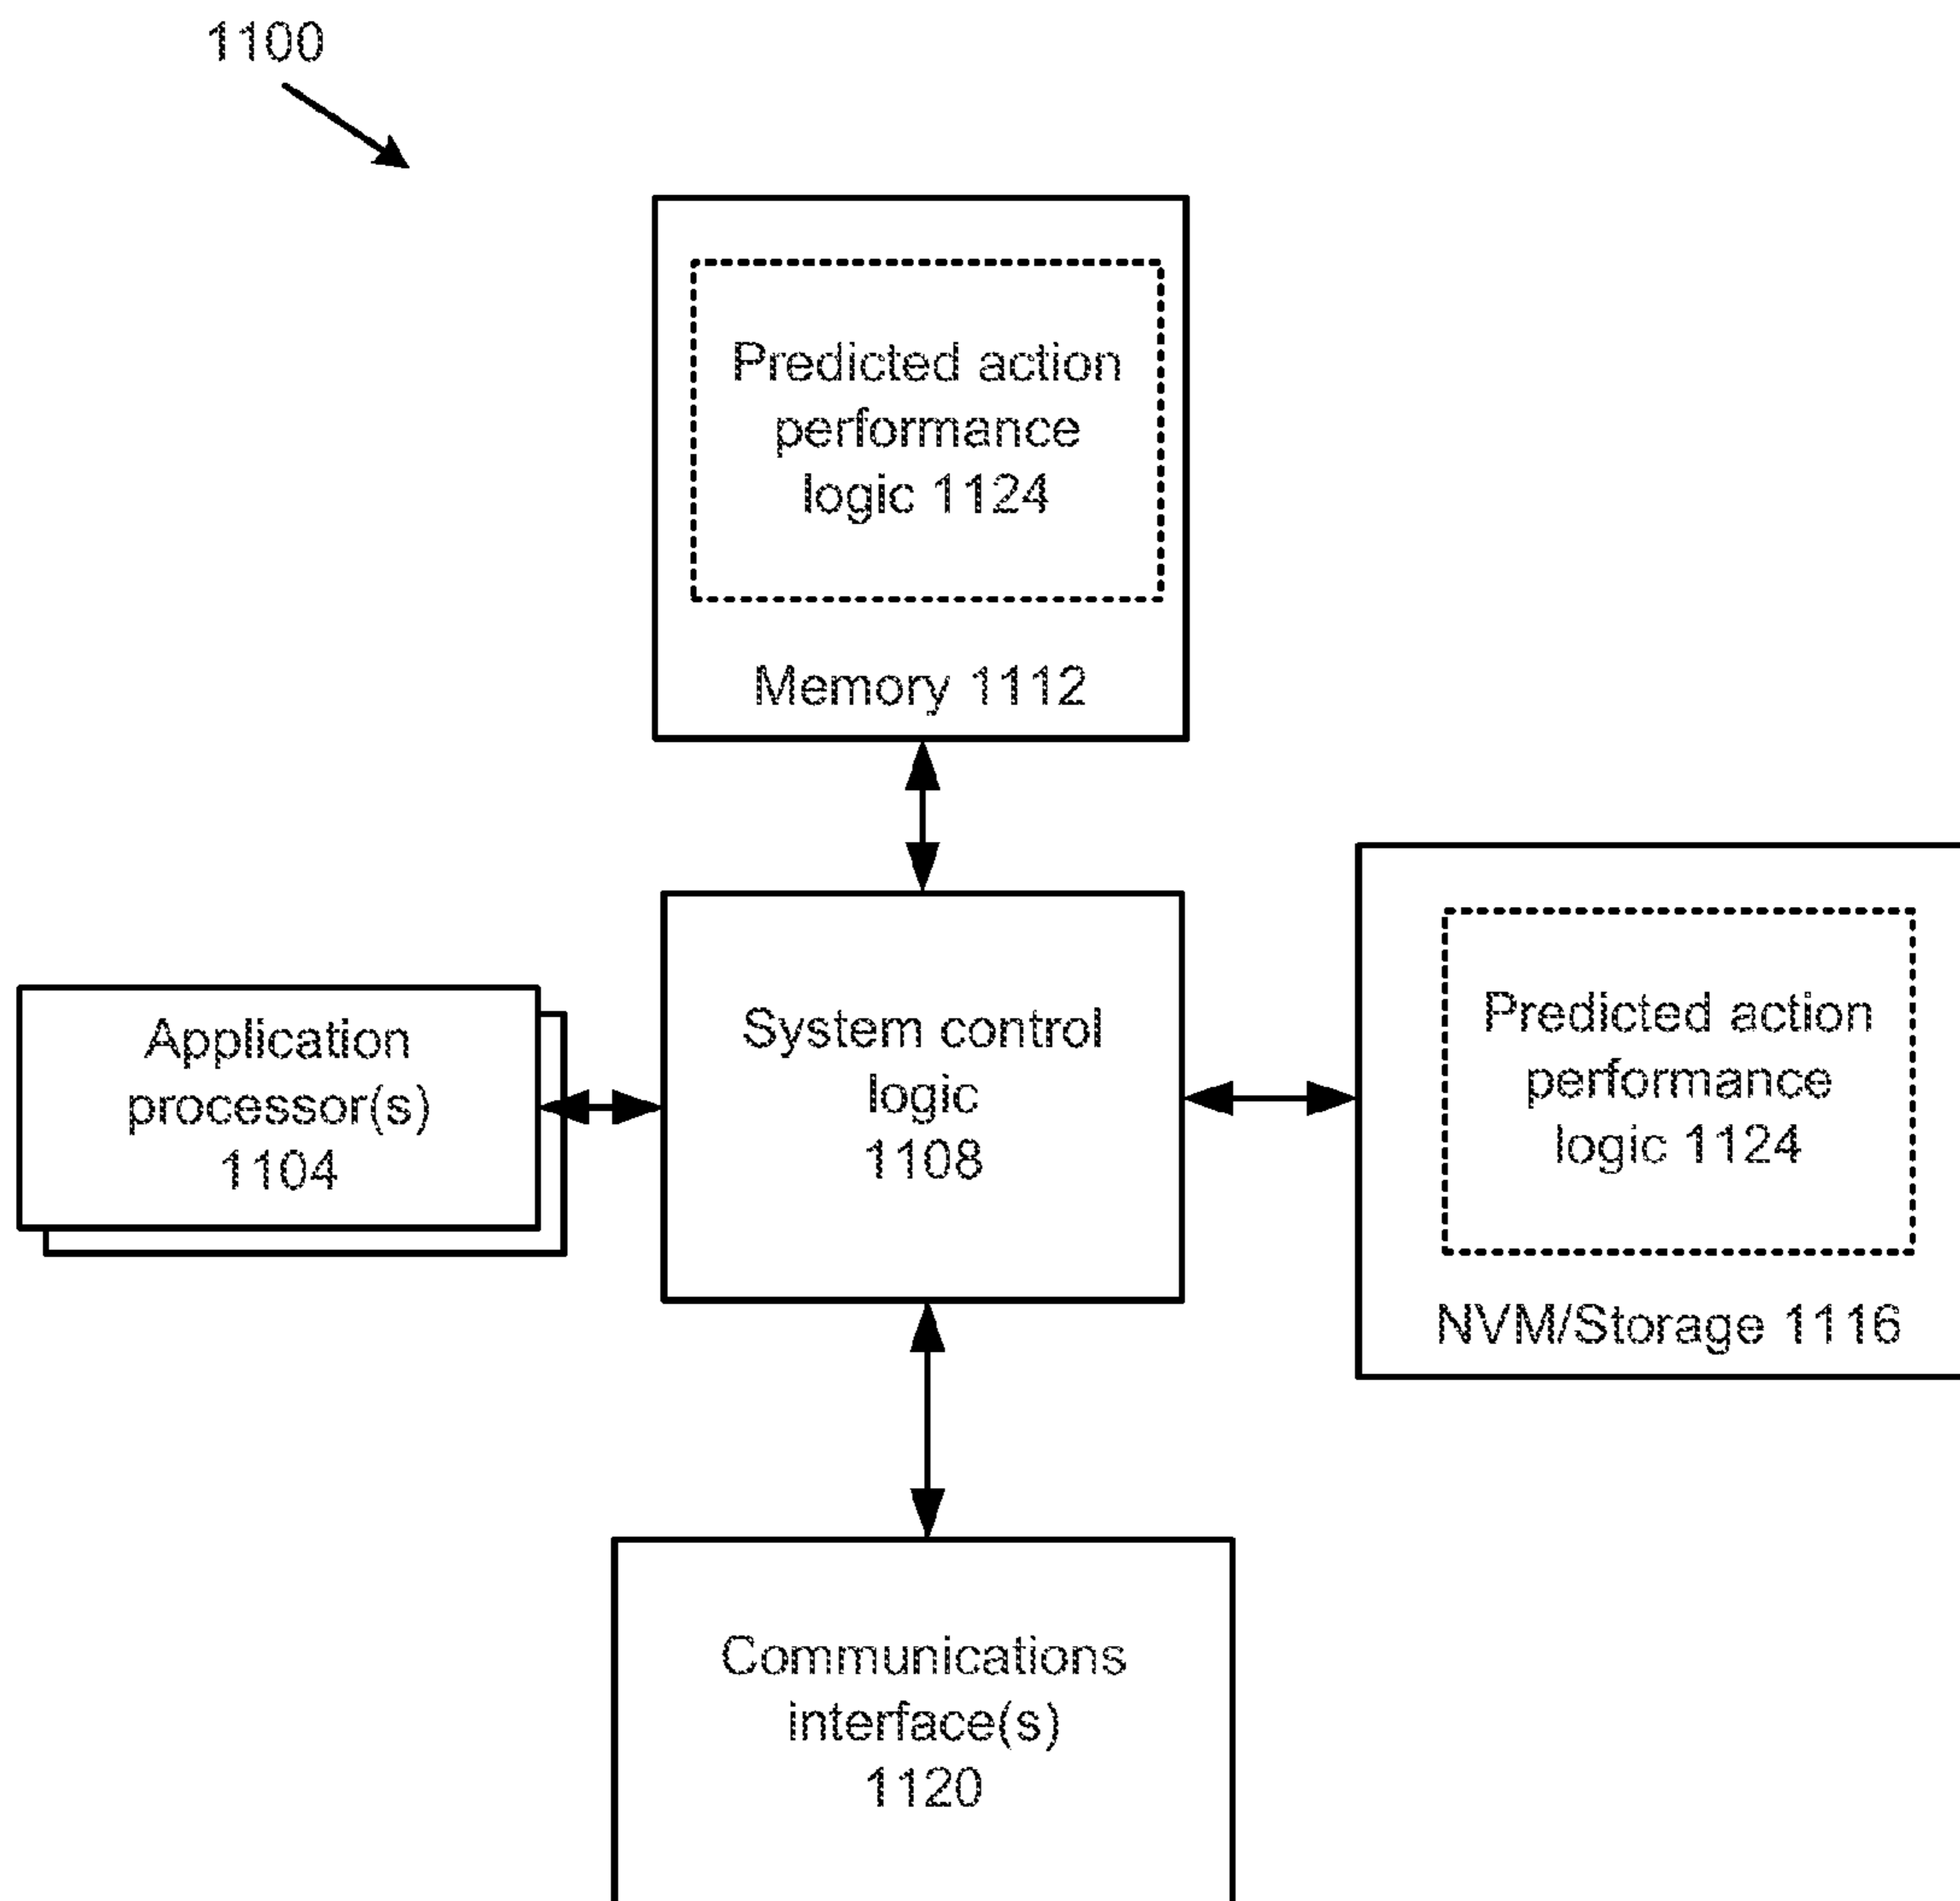 1100
Predicted action
performance
logic 1124
Memory 1112
Application
processor(s)
1104
System control
logic
1108
Predicted action
performance
logic 1124
NVM/Storage 1116
Communications
interface(s)
1120